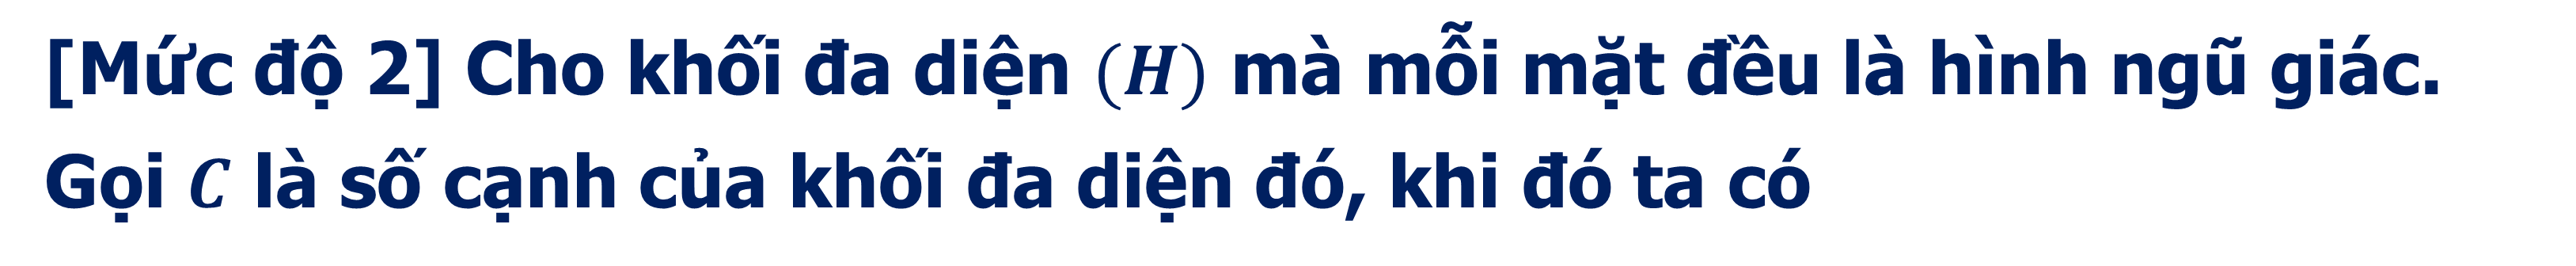 [Mức độ 2] Cho khối đa diện (H) mà mỗi mặt đều là hình ngũ giác.
Gọi C là số cạnh của khối đa diện đó, khi đó ta có